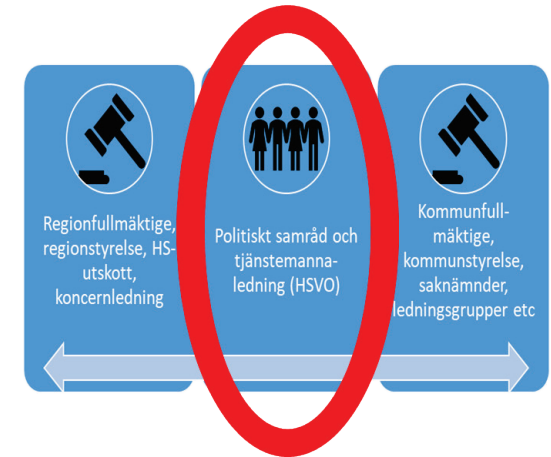 Regionfullmäktige,
regionstyrelse, HS-
utskott,
koncernledning
Politiskt samråd och
tjänstemanna-
ledning (HSVO)
Kommunfull-
mäktige,
kommunstyrelse,
saknämnder,
ledningsgrupper etc